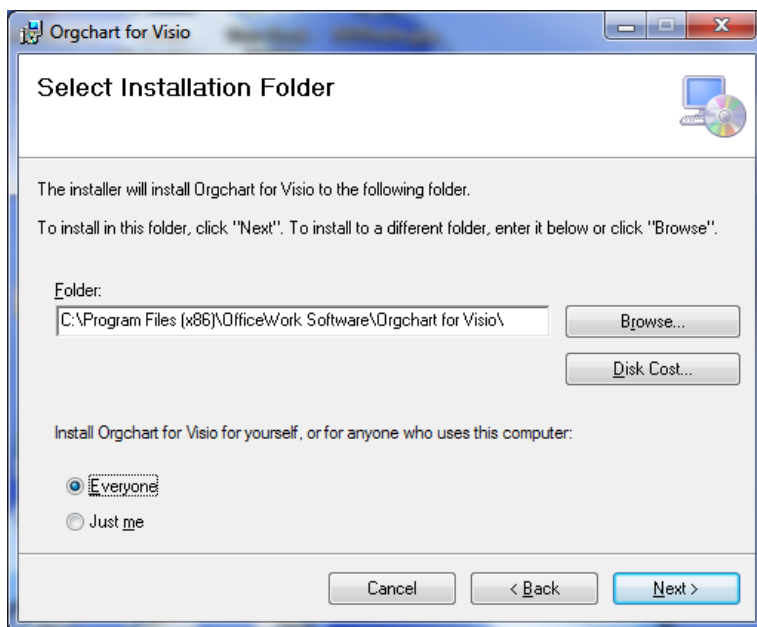 Orgchart for Visio
Select Installation Folder
The installer will install Orgchart for Visio to the following folder.
To install in this folder, click "Next". To install to a different folder, enter it below or click "Browse".
Folder:
C:\Program Files (x86)\OfficeWork Software\Orgchart for Visio\
Browse...
Disk Cost...
Install Orgchart for Visio for yourself, or for anyone who uses this computer:
Everyone
Just me
Cancel
< Back
Next >